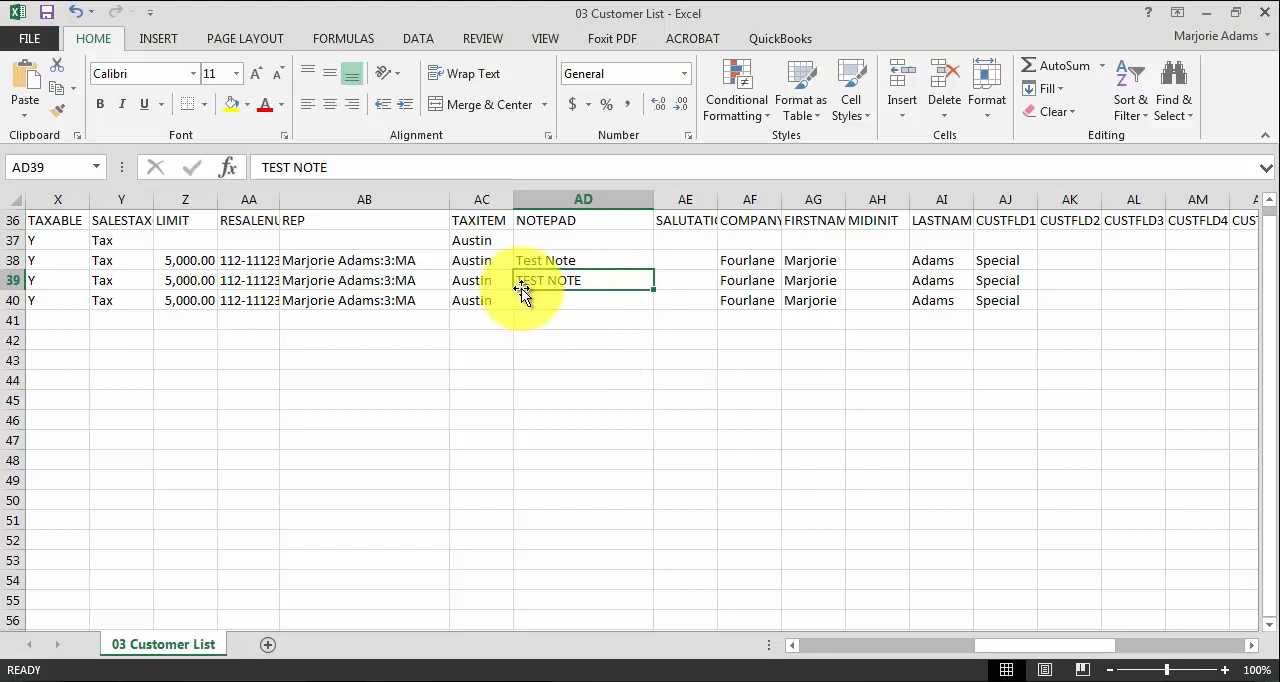 03 Customer List - Excel
?
FILE HOME INSERT PAGE LAYOUT FORMULAS DATA REVIEW VIEW Foxit PDF ACROBAT QuickBooks Marjorie Adams
Paste Calibri 11 A A Wrap Text General Conditional Formatting Format as Table Cell Styles Insert Delete Format AutoSum Fill Clear Sort & Filter Find & Select
B I U A Merge & Center $ % , .0 .00
Clipboard Font Alignment Number Styles Cells Editing
AD39 fx TEST NOTE
X Y Z AA AB AC AD AE AF AG AH AI AJ AK AL AM
36 TAXABLE SALESTAX LIMIT RESALENU REP TAXITEM NOTEPAD SALUTATIC COMPANY FIRSTNAM MIDINIT LASTNAM CUSTFLD1 CUSTFLD2 CUSTFLD3 CUSTFLD4 CUST
37 Y Tax Austin
38 Y Tax 5,000.00 112-11123 Marjorie Adams:3:MA Austin Test Note Fourlane Marjorie Adams Special
39 Y Tax 5,000.00 112-11123 Marjorie Adams:3:MA Austin TEST NOTE Fourlane Marjorie Adams Special
40 Y Tax 5,000.00 112-11123 Marjorie Adams:3:MA Austin Fourlane Marjorie Adams Special
41
42
43
44
45
46
47
48
49
50
51
52
53
54
55
56
03 Customer List
READY 100%